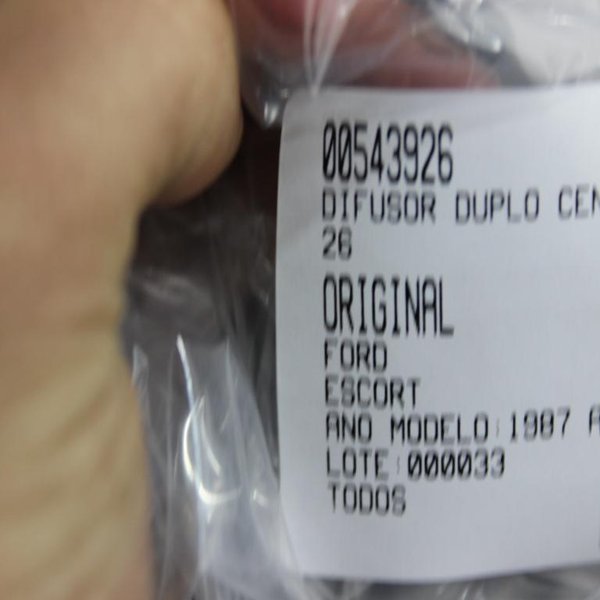 00543926
DIFUSOR DUPLO CEN
26
ORIGINAL
FORD
ESCORT
ANO MODELO:1987 A
LOTE:000033
TODOS